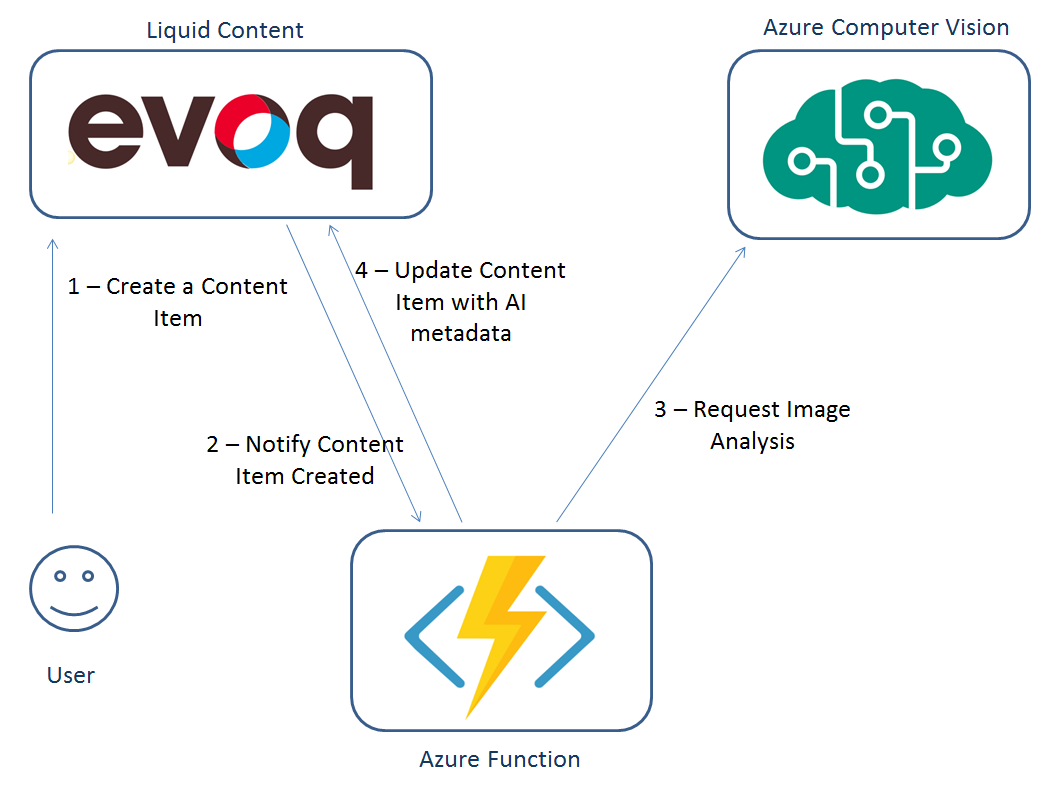 Liquid Content
Azure Computer Vision
evoq
1 – Create a Content
Item
4 – Update Content
Item with AI
metadata
2 – Notify Content
Item Created
3 – Request Image
Analysis
User
Azure Function